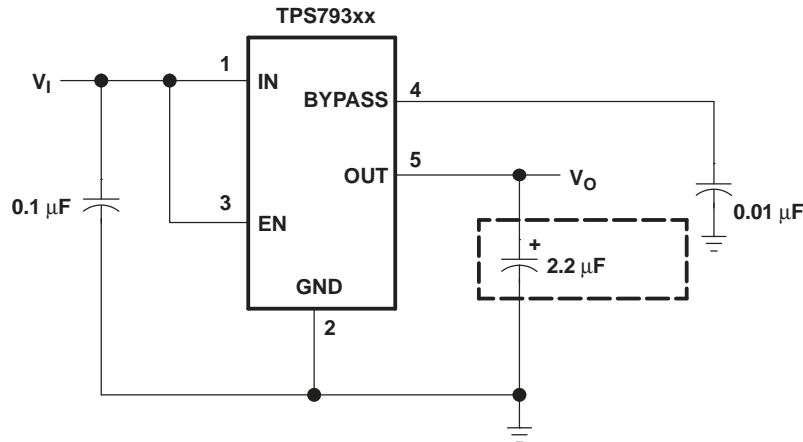 TPS793xx
V_I
1
IN
BYPASS
4
OUT
5
V_O
0.1 μF
3
EN
0.01 μF
+
2.2 μF
GND
2